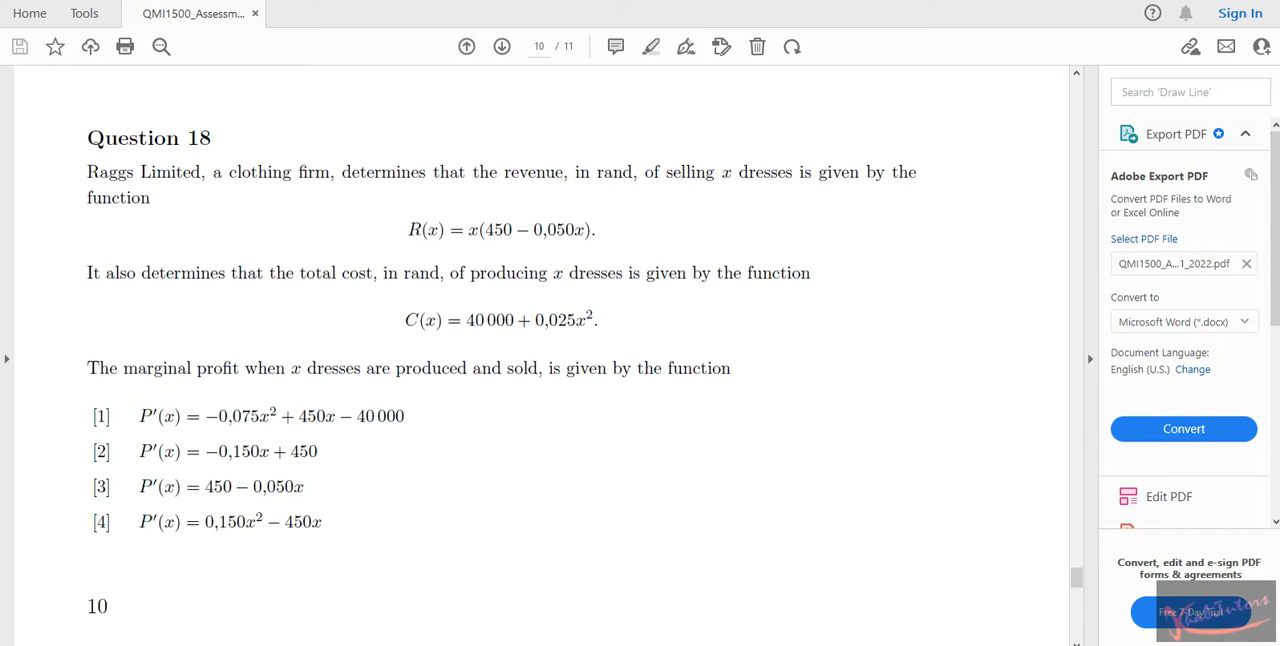 Home Tools QMI1500_Assessm... × Sign In
10 / 11
Question 18
Raggs Limited, a clothing firm, determines that the revenue, in rand, of selling x dresses is given by the
function
R(x) = x(450 − 0,050x).
It also determines that the total cost, in rand, of producing x dresses is given by the function
C(x) = 40 000 + 0,025x².
The marginal profit when x dresses are produced and sold, is given by the function
[1] P′(x) = −0,075x² + 450x − 40 000
[2] P′(x) = −0,150x + 450
[3] P′(x) = 450 − 0,050x
[4] P′(x) = 0,150x² − 450x
10
Search 'Draw Line'
Export PDF
Adobe Export PDF
Convert PDF Files to Word
or Excel Online
Select PDF File
QMI1500_A...1_2022.pdf ×
Convert to
Microsoft Word (*.docx)
Document Language:
English (U.S.) Change
Convert
Edit PDF
Convert, edit and e-sign PDF
forms & agreements
Free 7-Day Trial